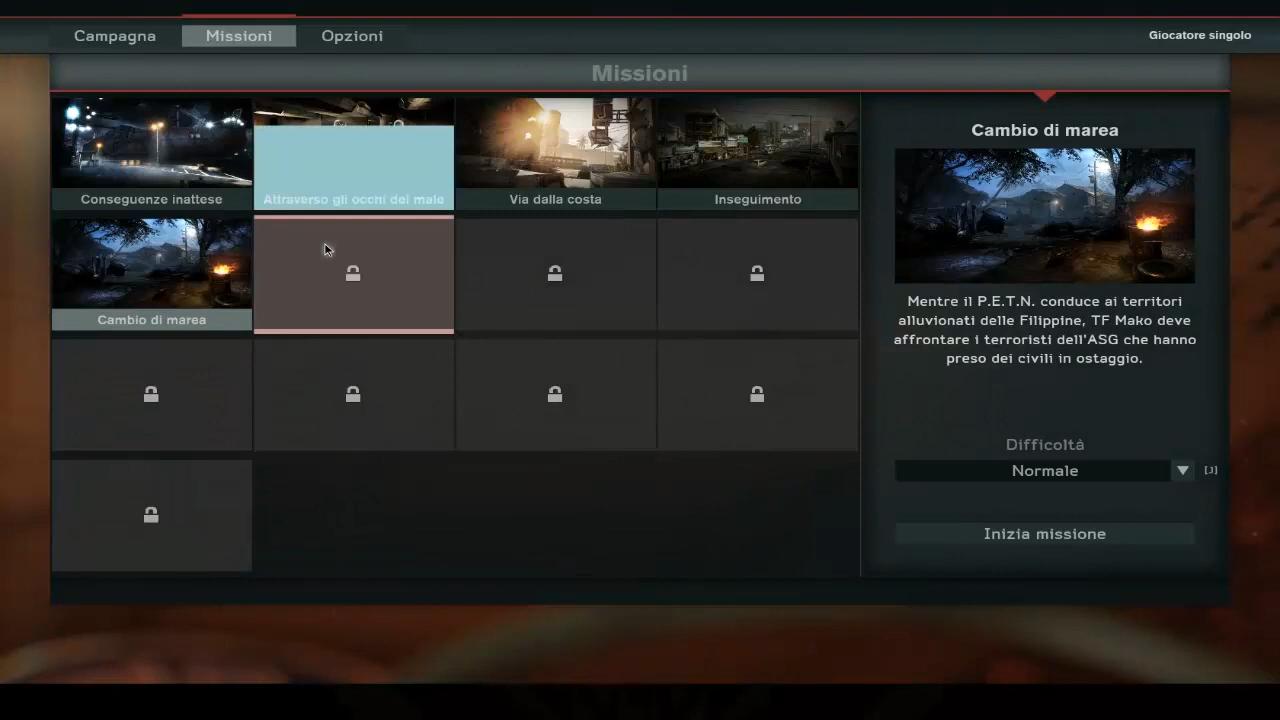 Campagna
Missioni
Opzioni
Giocatore singolo
Missioni
Conseguenze inattese
Attraverso gli occhi del male
Via dalla costa
Inseguimento
Cambio di marea
Cambio di marea
Mentre il P.E.T.N. conduce ai territori
alluvionati delle Filippine, TF Mako deve
affrontare i terroristi dell'ASG che hanno
preso dei civili in ostaggio.
Difficoltà
Normale
[J]
Inizia missione